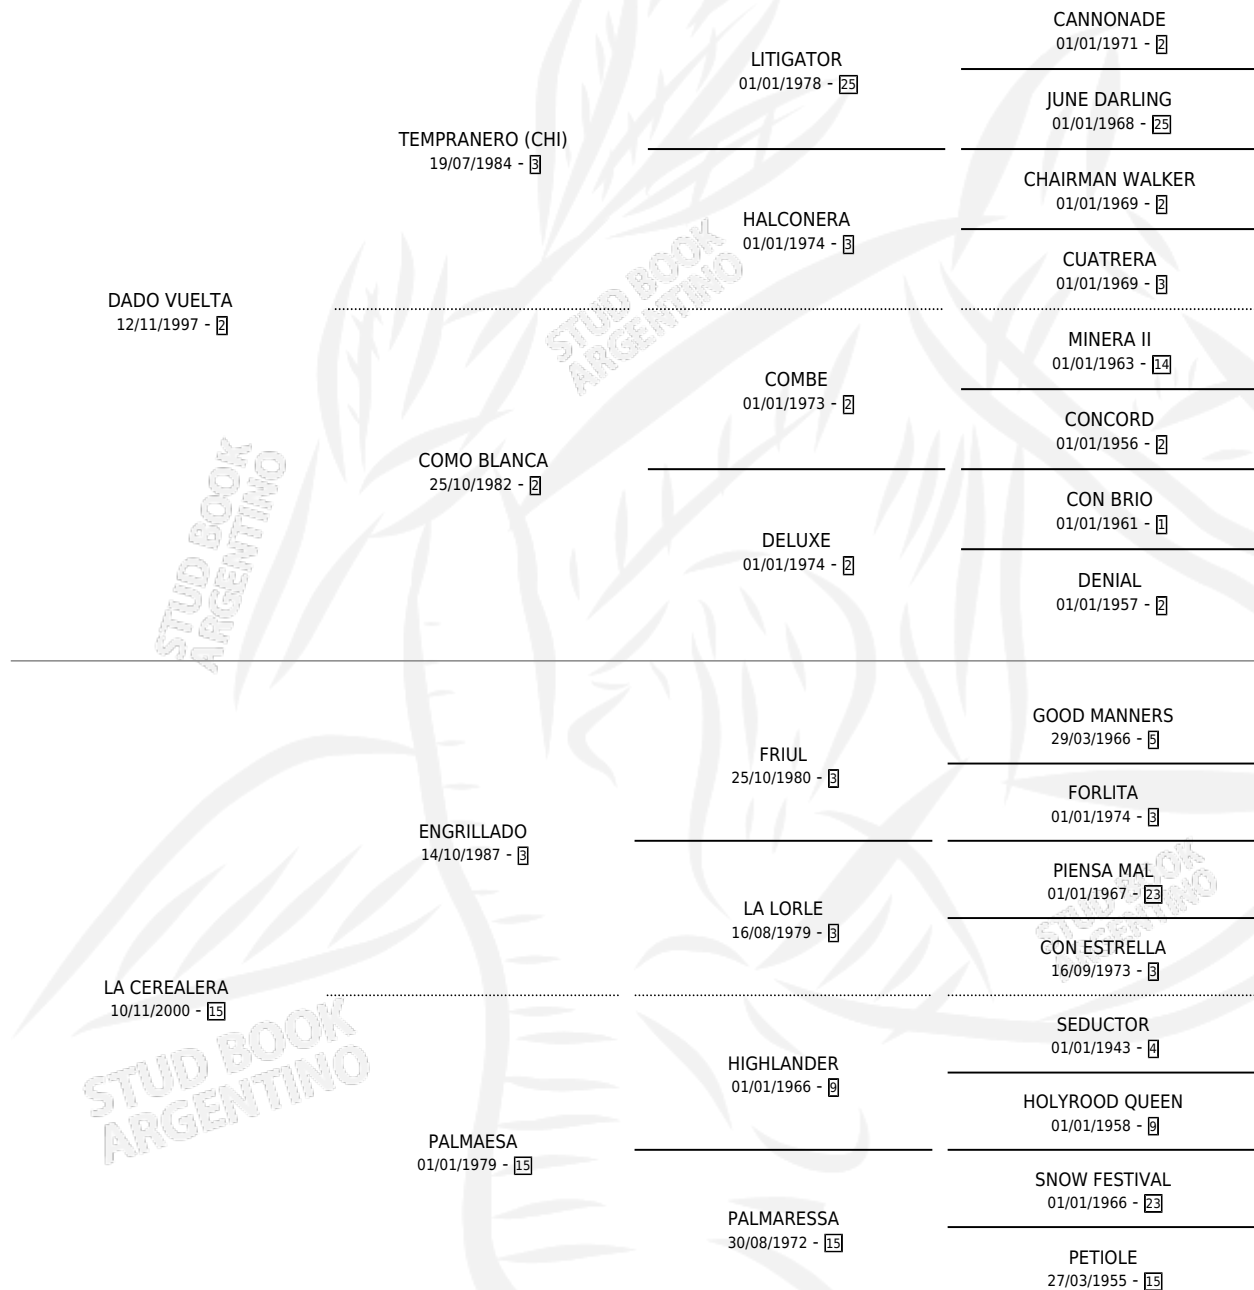 CANNONADE
01/01/1971 - 2
LITIGATOR
01/01/1978 - 25
JUNE DARLING
01/01/1968 - 25
TEMPRANERO (CHI)
19/07/1984 - 3
CHAIRMAN WALKER
01/01/1969 - 2
HALCONERA
01/01/1974 - 3
CUATRERA
01/01/1969 - 3
DADO VUELTA
12/11/1997 - 2
MINERA II
01/01/1963 - 14
COMBE
01/01/1973 - 2
CONCORD
01/01/1956 - 2
COMO BLANCA
25/10/1982 - 2
CON BRIO
01/01/1961 - 1
DELUXE
01/01/1974 - 2
DENIAL
01/01/1957 - 2
GOOD MANNERS
29/03/1966 - 5
FRIUL
25/10/1980 - 3
FORLITA
01/01/1974 - 3
ENGRILLADO
14/10/1987 - 3
PIENSA MAL
01/01/1967 - 23
LA LORLE
16/08/1979 - 3
CON ESTRELLA
16/09/1973 - 3
LA CEREALERA
10/11/2000 - 15
SEDUCTOR
01/01/1943 - 4
HIGHLANDER
01/01/1966 - 9
HOLYROOD QUEEN
01/01/1958 - 9
PALMAESA
01/01/1979 - 15
SNOW FESTIVAL
01/01/1966 - 23
PALMARESSA
30/08/1972 - 15
PETIOLE
27/03/1955 - 15
STUD BOOK
ARGENTINO
STUD BOOK
ARGENTINO
STUD BOOK
ARGENTINO
STUD BOOK
ARGENTINO